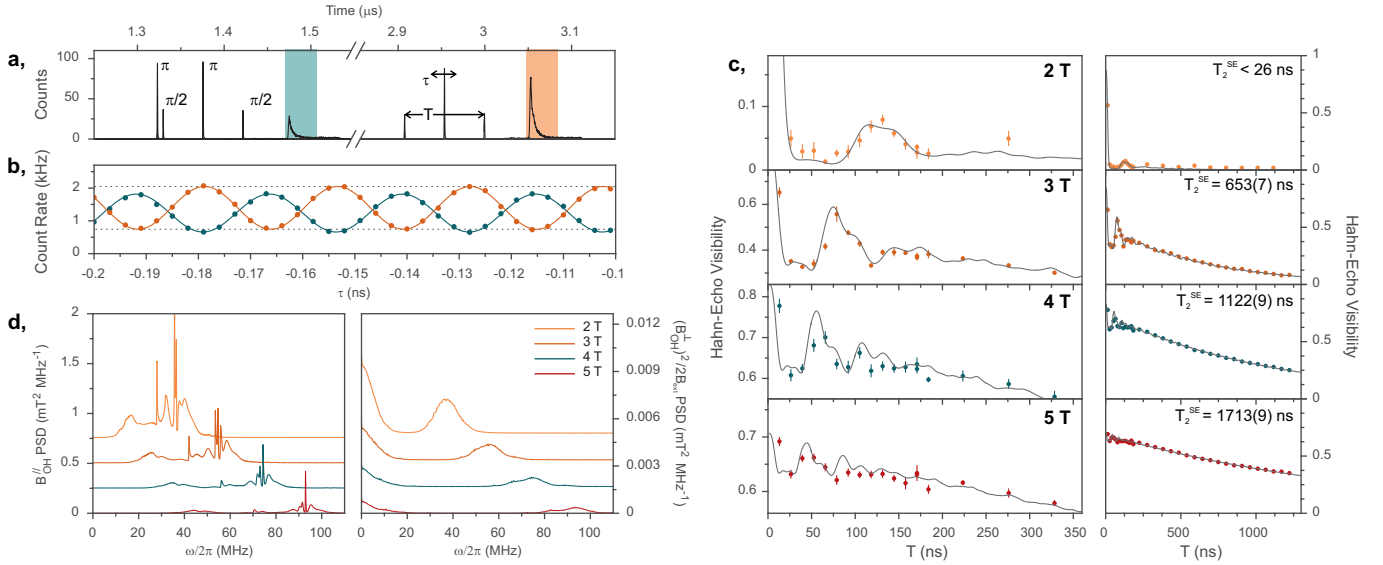 Time (μs)
1.3 1.4 1.5 2.9 3 3.1
a,
Counts
100
50
0
π
π/2
π
π/2
τ
T
b,
Count Rate (kHz)
2
1
0
-0.2 -0.19 -0.18 -0.17 -0.16 -0.15 -0.14 -0.13 -0.12 -0.11 -0.1
τ (ns)
d,
B//OH PSD (mT² MHz⁻¹)
2
1.5
1
0.5
0
0 20 40 60 80 100
ω/2π (MHz)
2 T
3 T
4 T
5 T
0 20 40 60 80 100
ω/2π (MHz)
0.012
0.009
0.006
0.003
0
(B⊥OH)²/2Bext PSD (mT² MHz⁻¹)
c,
Hahn-Echo Visibility
2 T
0.1
0
3 T
0.6
0.4
4 T
0.8
0.7
0.6
5 T
0.7
0.6
0 50 100 150 200 250 300 350
T (ns)
T₂SE < 26 ns
1
0.5
0
T₂SE = 653(7) ns
0.5
0
T₂SE = 1122(9) ns
0.5
0
T₂SE = 1713(9) ns
0.5
0
0 500 1000
T (ns)
Hahn-Echo Visibility